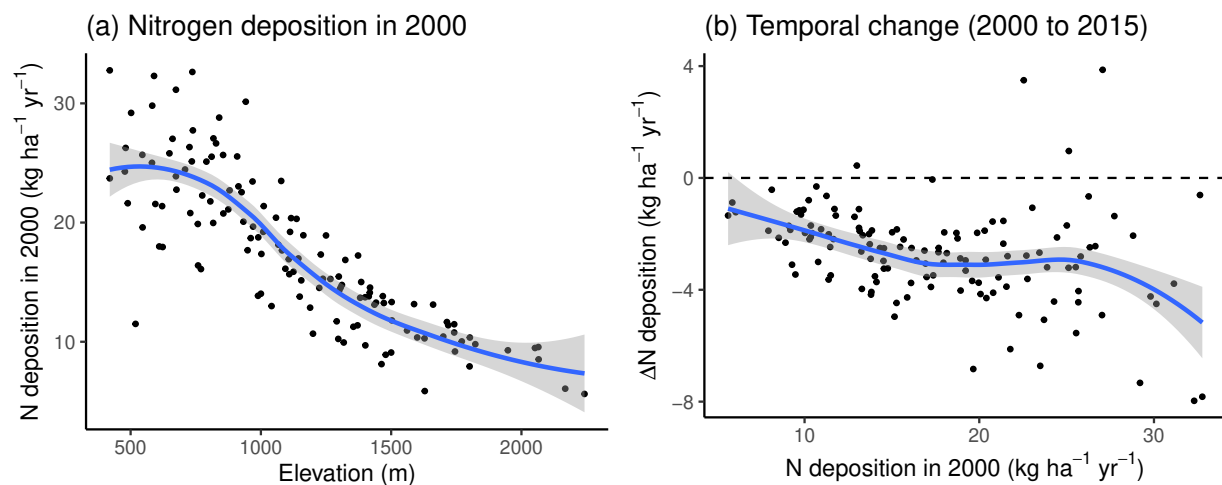 (a) Nitrogen deposition in 2000
N deposition in 2000 (kg ha⁻¹ yr⁻¹)
30
20
10
500 1000 1500 2000
Elevation (m)
(b) Temporal change (2000 to 2015)
ΔN deposition (kg ha⁻¹ yr⁻¹)
4
0
−4
−8
10 20 30
N deposition in 2000 (kg ha⁻¹ yr⁻¹)